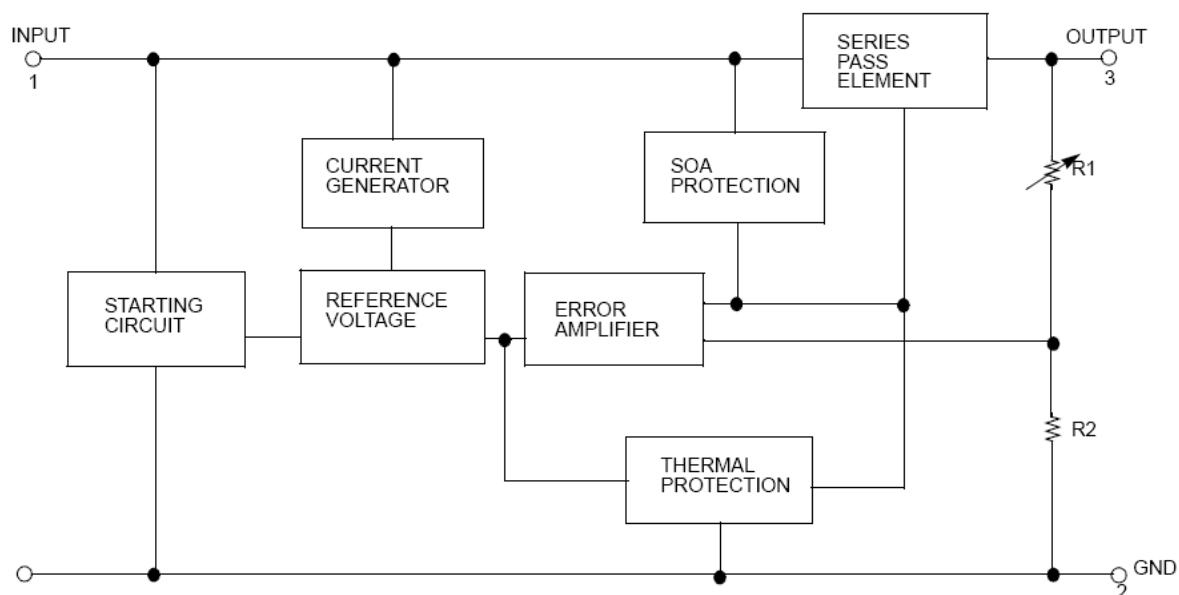 INPUT
1
SERIES
PASS
ELEMENT
OUTPUT
3
CURRENT
GENERATOR
SOA
PROTECTION
R1
STARTING
CIRCUIT
REFERENCE
VOLTAGE
ERROR
AMPLIFIER
R2
THERMAL
PROTECTION
GND
2